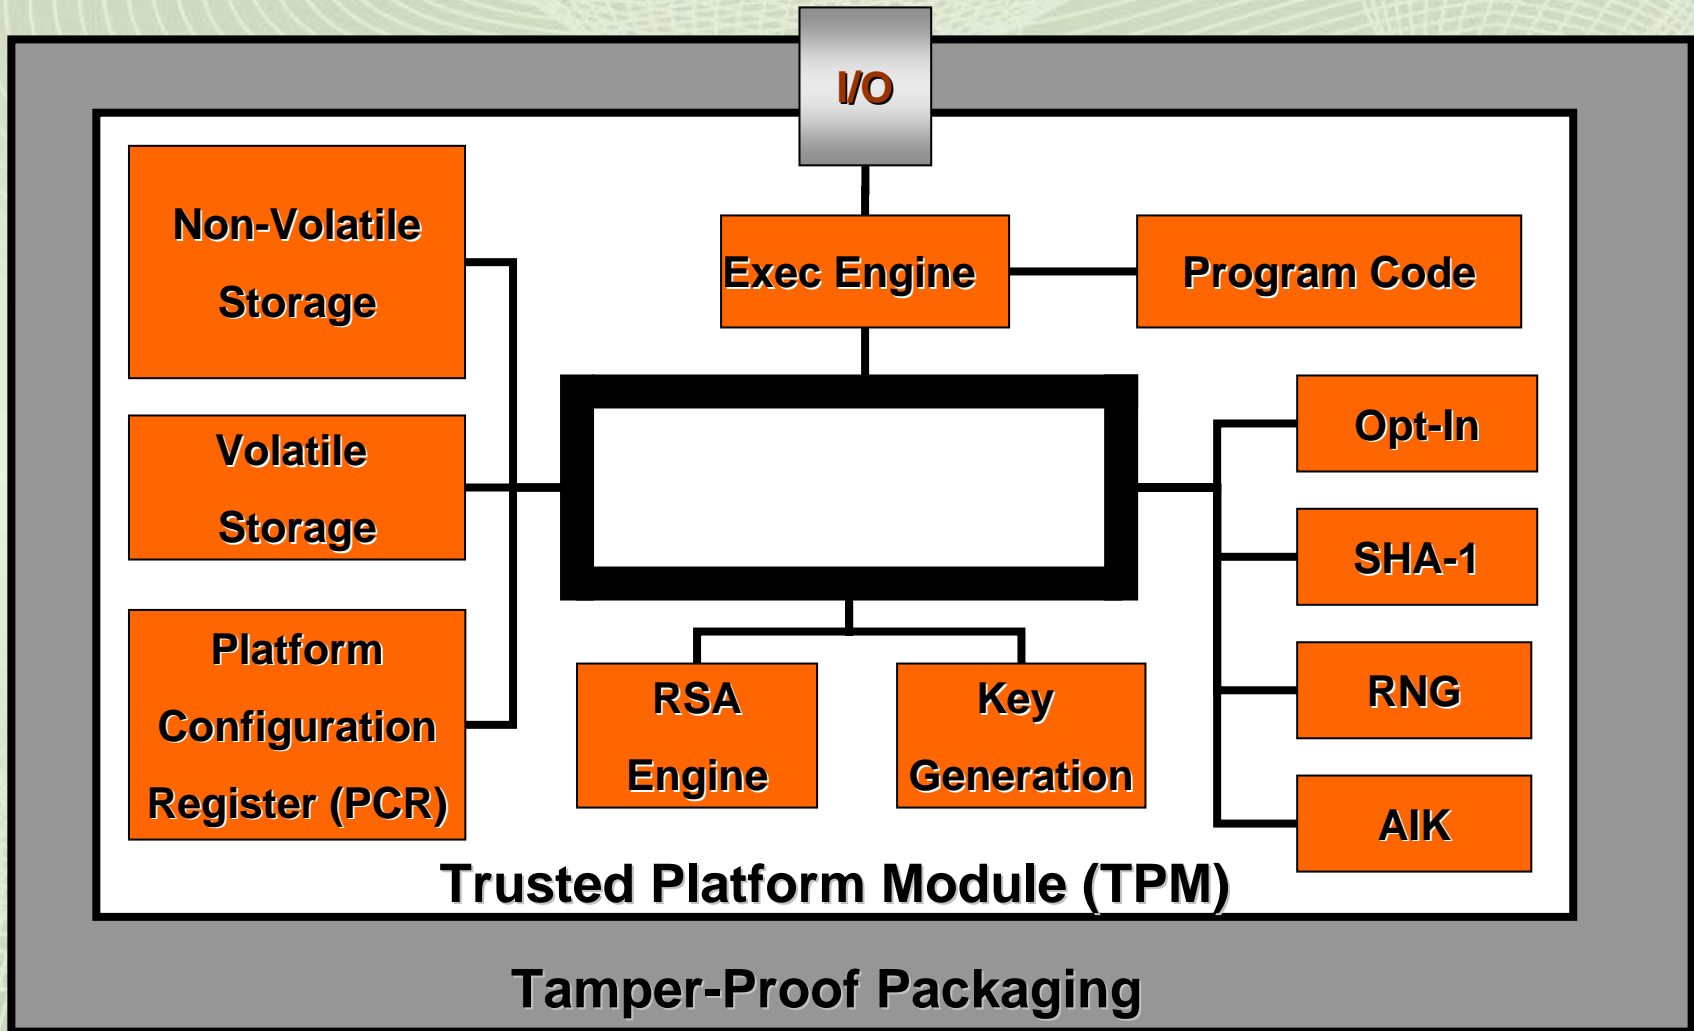 I/O
Non-Volatile
Storage
Exec Engine
Program Code
Volatile
Storage
Opt-In
SHA-1
Platform
Configuration
Register (PCR)
RSA
Engine
Key
Generation
RNG
AIK
Trusted Platform Module (TPM)
Tamper-Proof Packaging